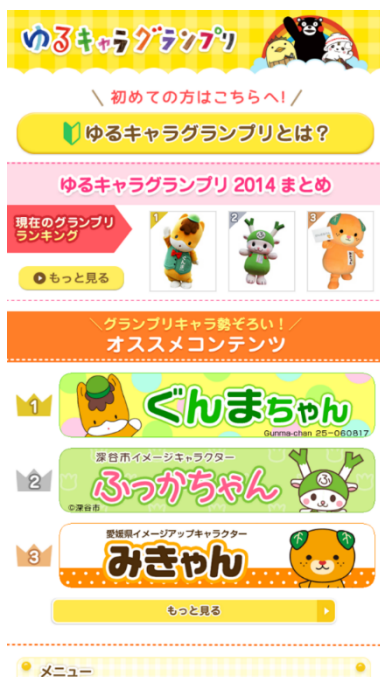 ゆるキャラグランプリ
\ 初めての方はこちらへ! /
ゆるキャラグランプリとは?
ゆるキャラグランプリ 2014 まとめ
現在のグランプリ
ランキング
もっと見る
1
2
3
\グランプリキャラ勢ぞろい!/
オススメコンテンツ
1
ぐんまちゃん
Gunma-chan 25-060817
2
深谷市イメージキャラクター
ふっかちゃん
©深谷市
3
愛媛県イメージアップキャラクター
みきゃん
もっと見る
メニュー